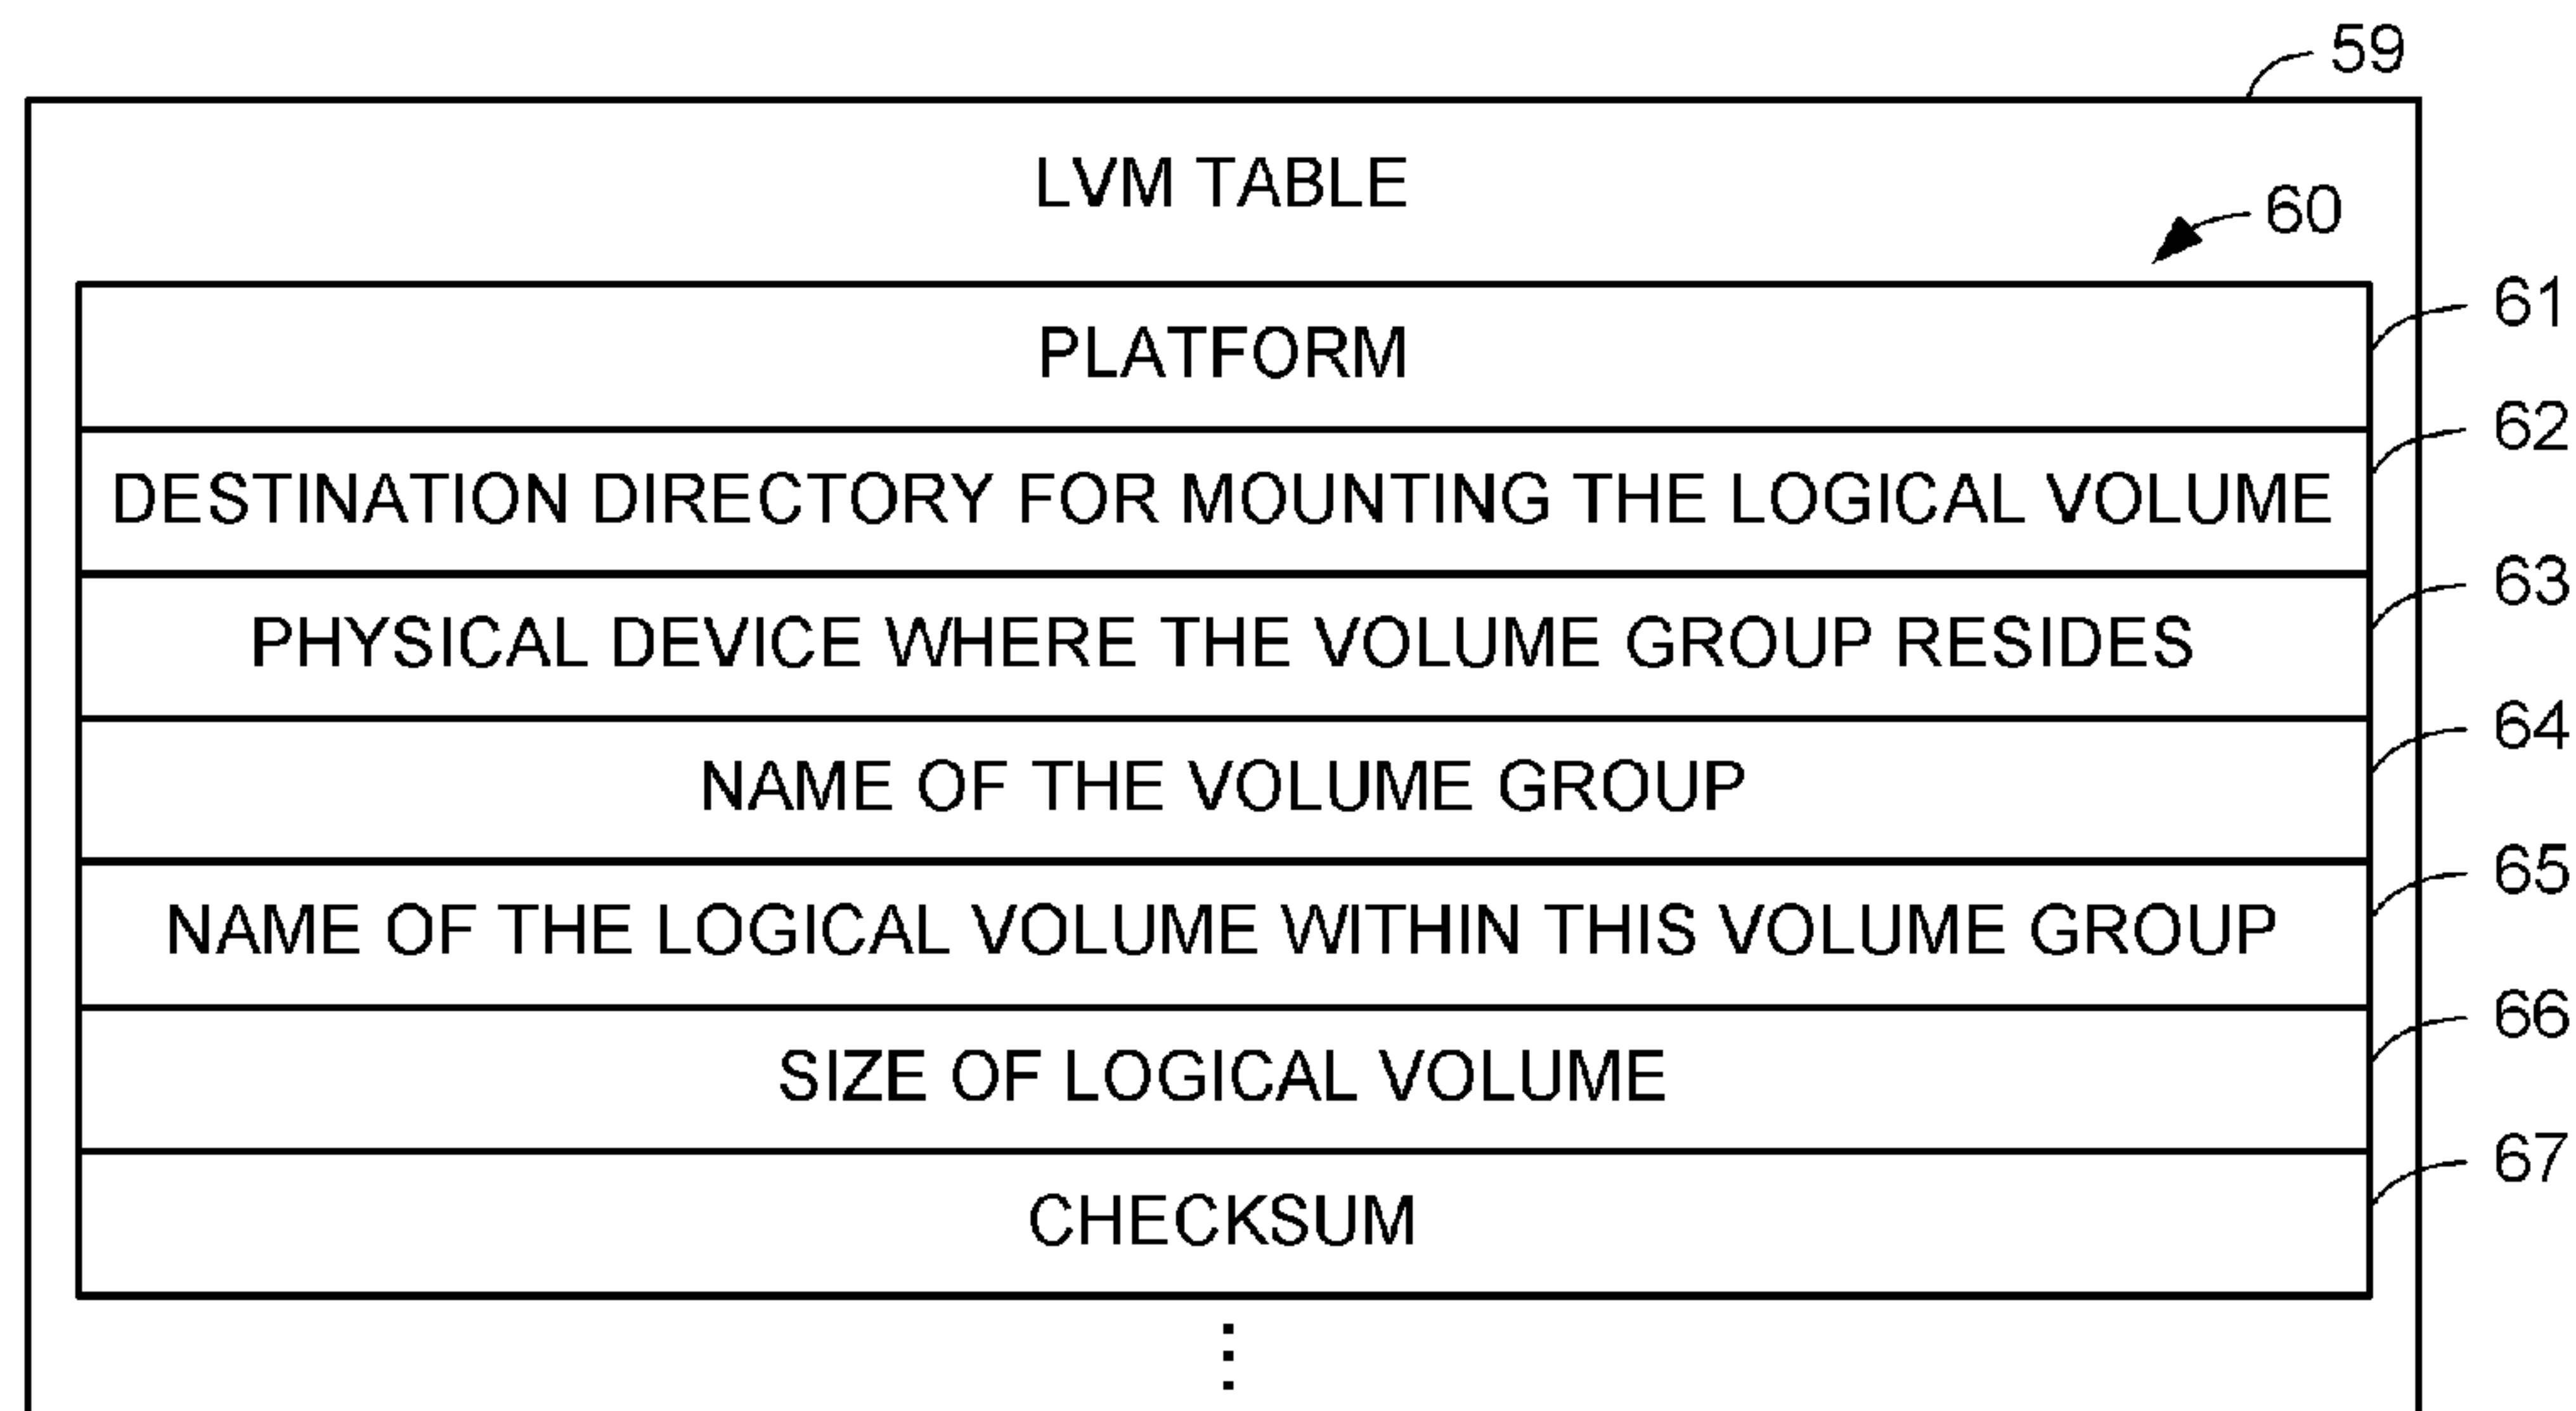 59
LVM TABLE
60
PLATFORM
61
DESTINATION DIRECTORY FOR MOUNTING THE LOGICAL VOLUME
62
PHYSICAL DEVICE WHERE THE VOLUME GROUP RESIDES
63
NAME OF THE VOLUME GROUP
64
NAME OF THE LOGICAL VOLUME WITHIN THIS VOLUME GROUP
65
SIZE OF LOGICAL VOLUME
66
CHECKSUM
67